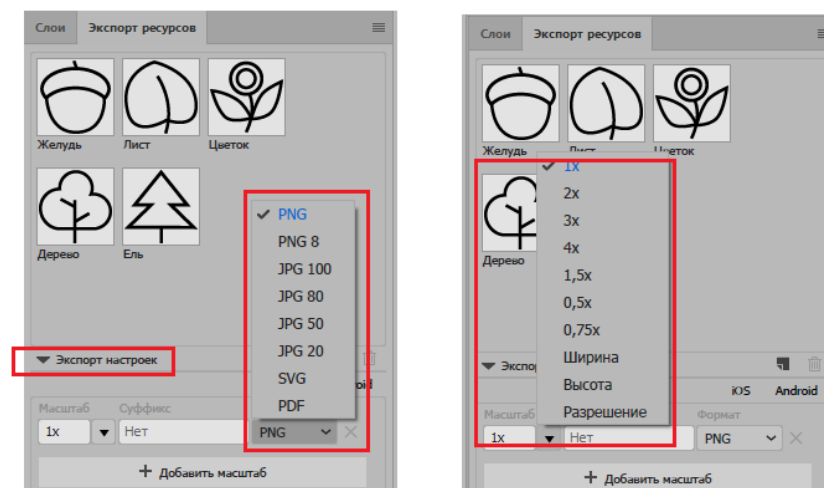 Слои Экспорт ресурсов
Желудь Лист Цветок
Дерево Ель
PNG
PNG 8
JPG 100
JPG 80
JPG 50
JPG 20
SVG
PDF
Экспорт настроек
Масштаб Суффикс
1x Нет PNG
+ Добавить масштаб
Слои Экспорт ресурсов
Желудь Лист Цветок
Дерево
1x
2x
3x
4x
1,5x
0,5x
0,75x
Ширина
Высота
Разрешение
iOS Android
Масштаб Формат
1x Нет PNG
+ Добавить масштаб